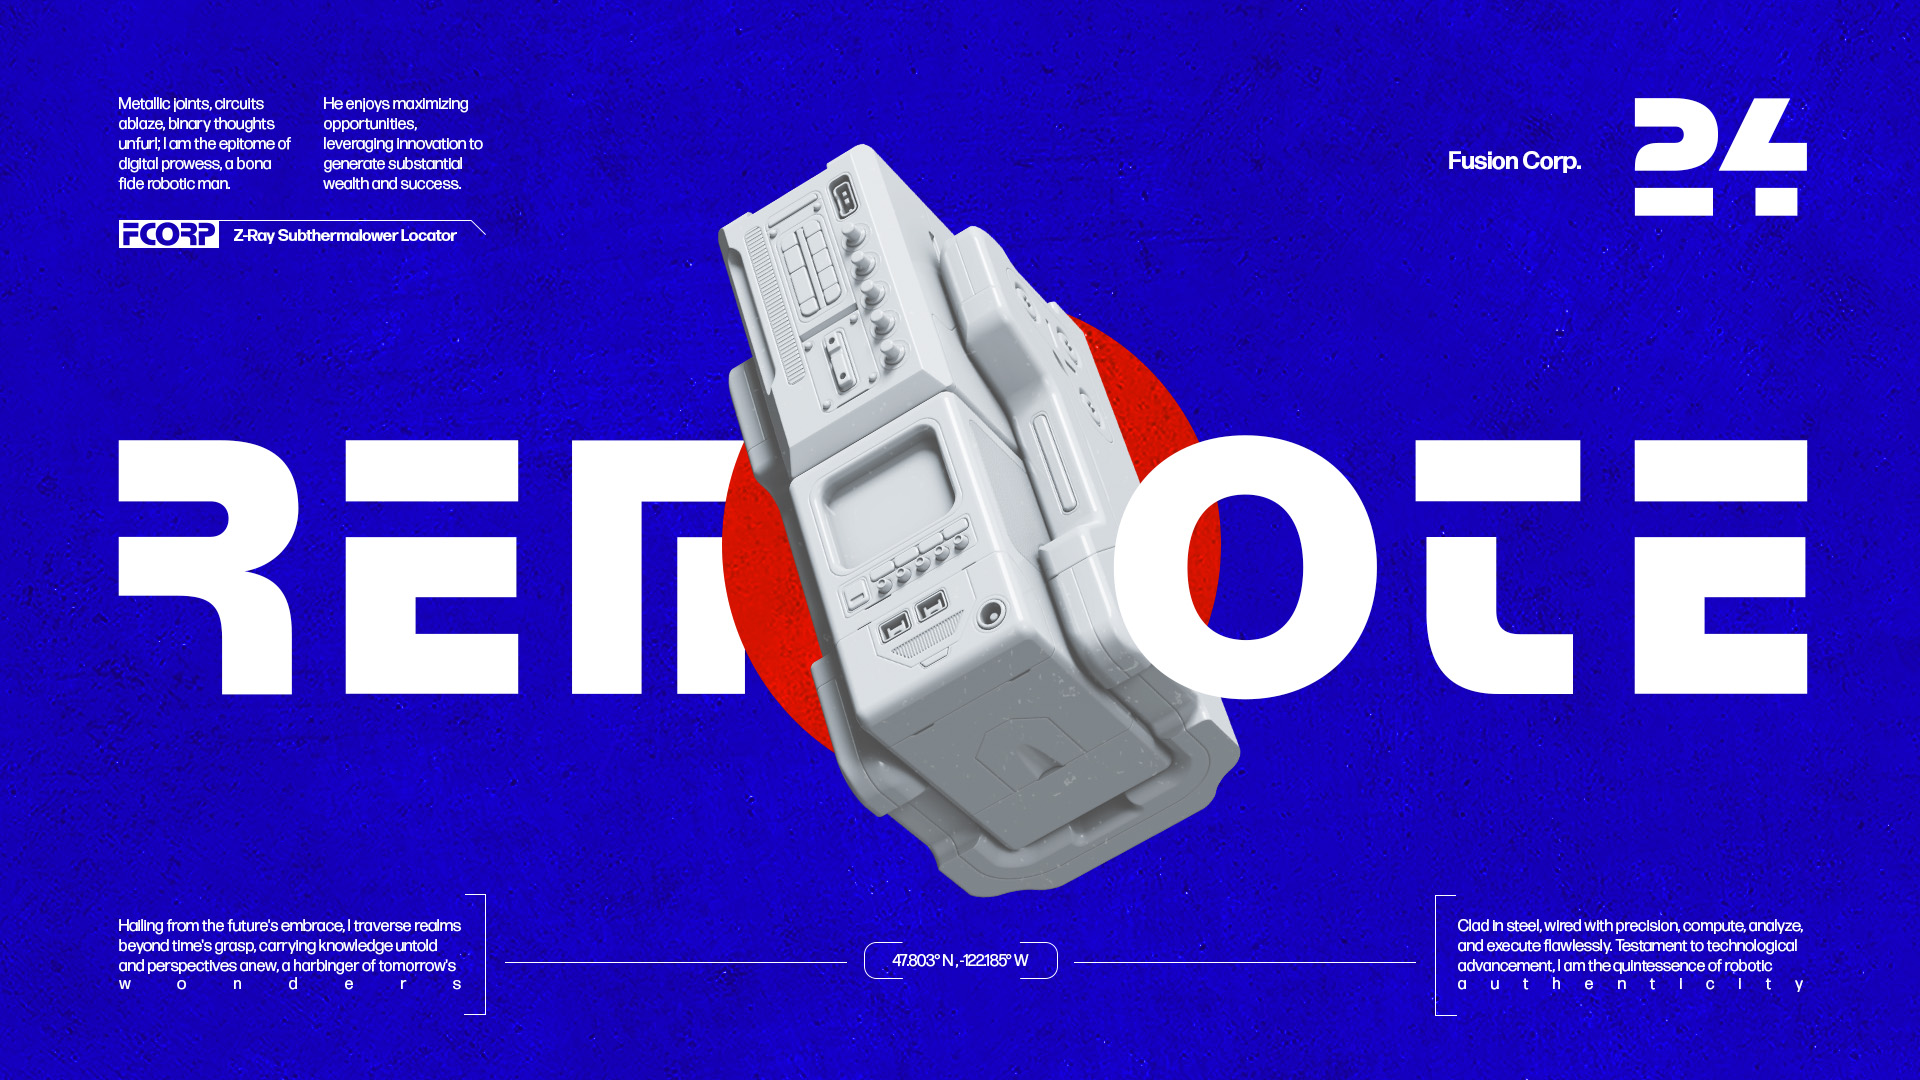 Metallic joints, circuits
ablaze, binary thoughts
unfurl; I am the epitome of
digital prowess, a bona
fide robotic man.
He enjoys maximizing
opportunities,
leveraging innovation to
generate substantial
wealth and success.
FCORP Z-Ray Subthermalower Locator
Fusion Corp.
24
REMOTE
Hailing from the future's embrace, I traverse realms
beyond time's grasp, carrying knowledge untold
and perspectives anew, a harbinger of tomorrow's
wonders
47.803° N , -122.185° W
Clad in steel, wired with precision, compute, analyze,
and execute flawlessly. Testament to technological
advancement, I am the quintessence of robotic
authenticity